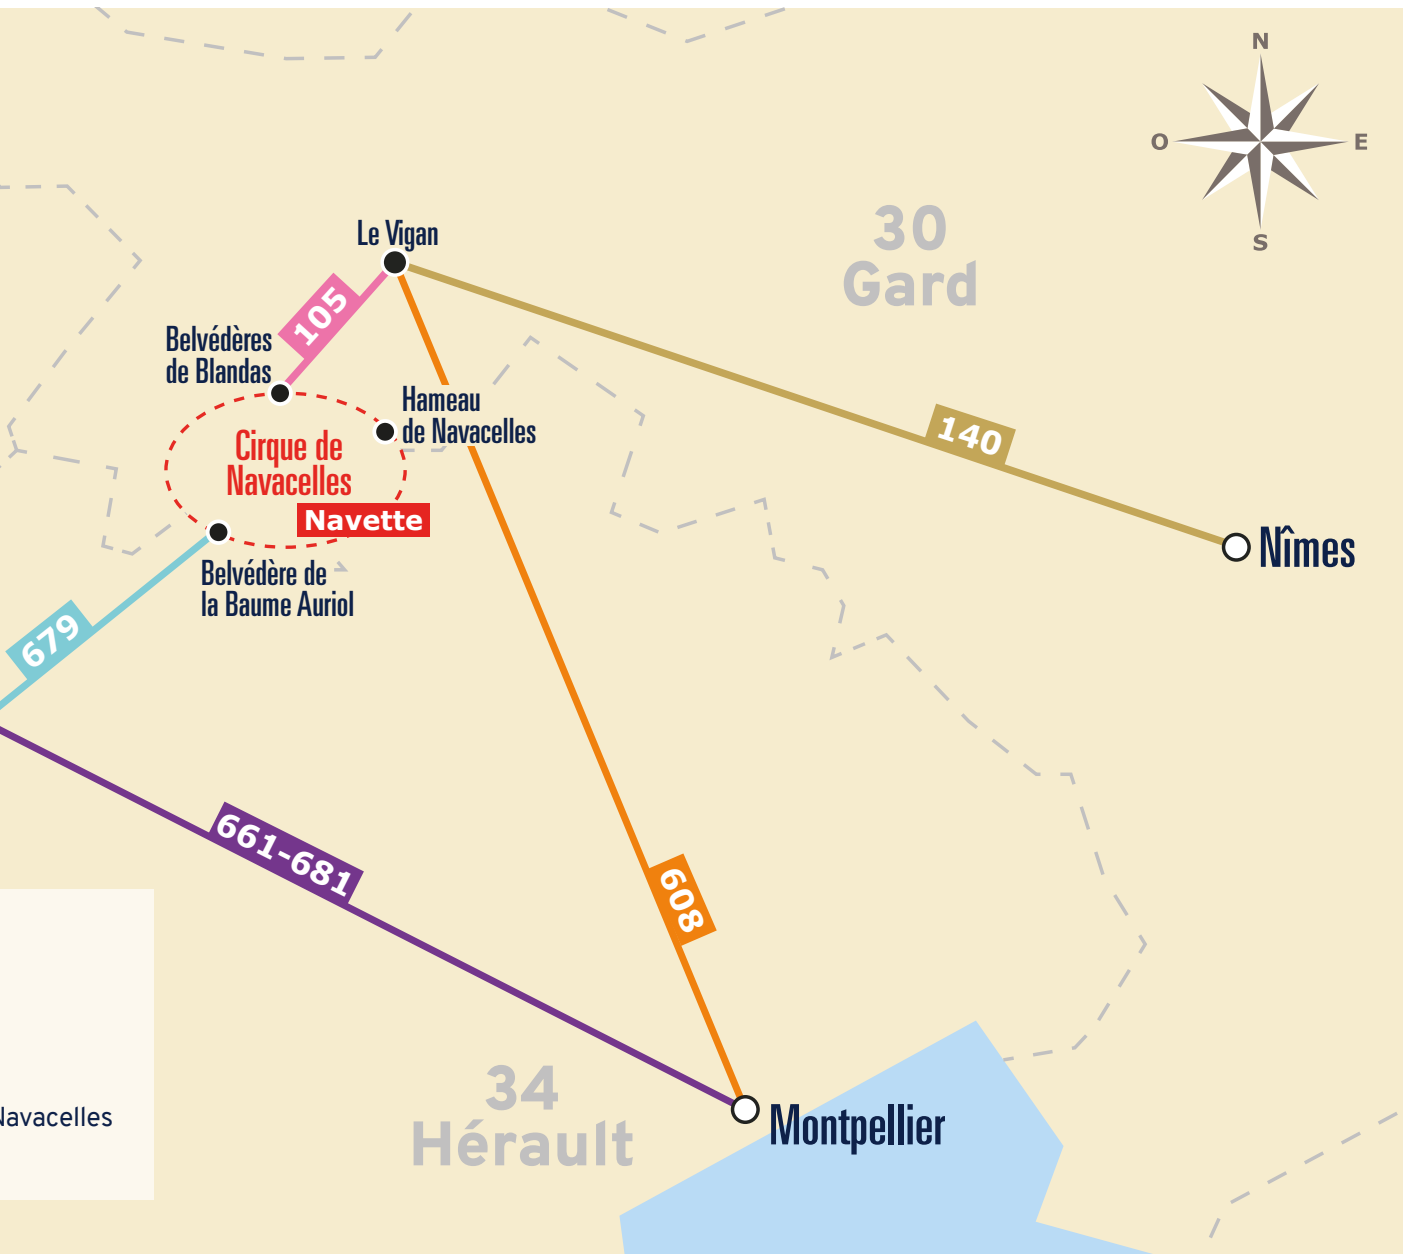 N
O
E
S
30
Gard
Le Vigan
105
Belvédères
de Blandas
Hameau
de Navacelles
Cirque de
Navacelles
Navette
140
Nîmes
Belvédère de
la Baume Auriol
679
661-681
608
34
Hérault
Montpellier
Navacelles